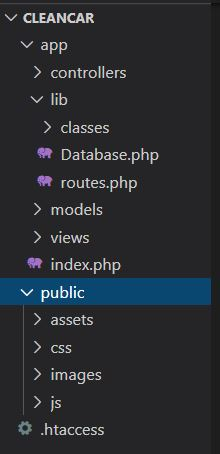 CLEANCAR
app
controllers
lib
classes
Database.php
routes.php
models
views
index.php
public
assets
css
images
js
.htaccess